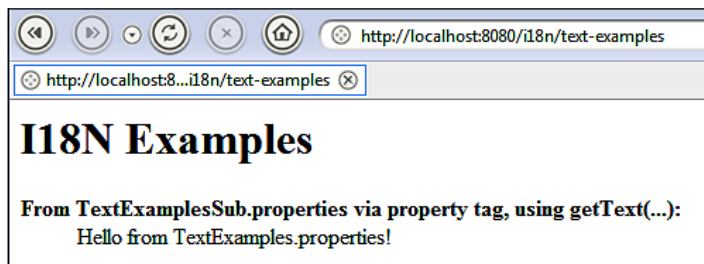 http://localhost:8080/i18n/text-examples
http://localhost:8...i18n/text-examples
I18N Examples
From TextExamplesSub.properties via property tag, using getText(...):
Hello from TextExamples.properties!